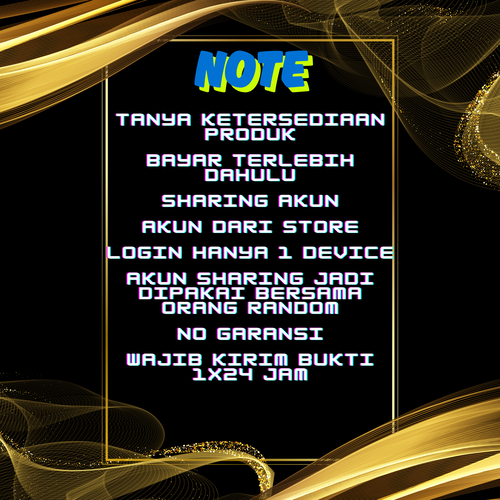 NOTE
TANYA KETERSEDIAAN
PRODUK
BAYAR TERLEBIH
DAHULU
SHARING AKUN
AKUN DARI STORE
LOGIN HANYA 1 DEVICE
AKUN SHARING JADI
DIPAKAI BERSAMA
ORANG RANDOM
NO GARANSI
WAJIB KIRIM BUKTI
1X24 JAM